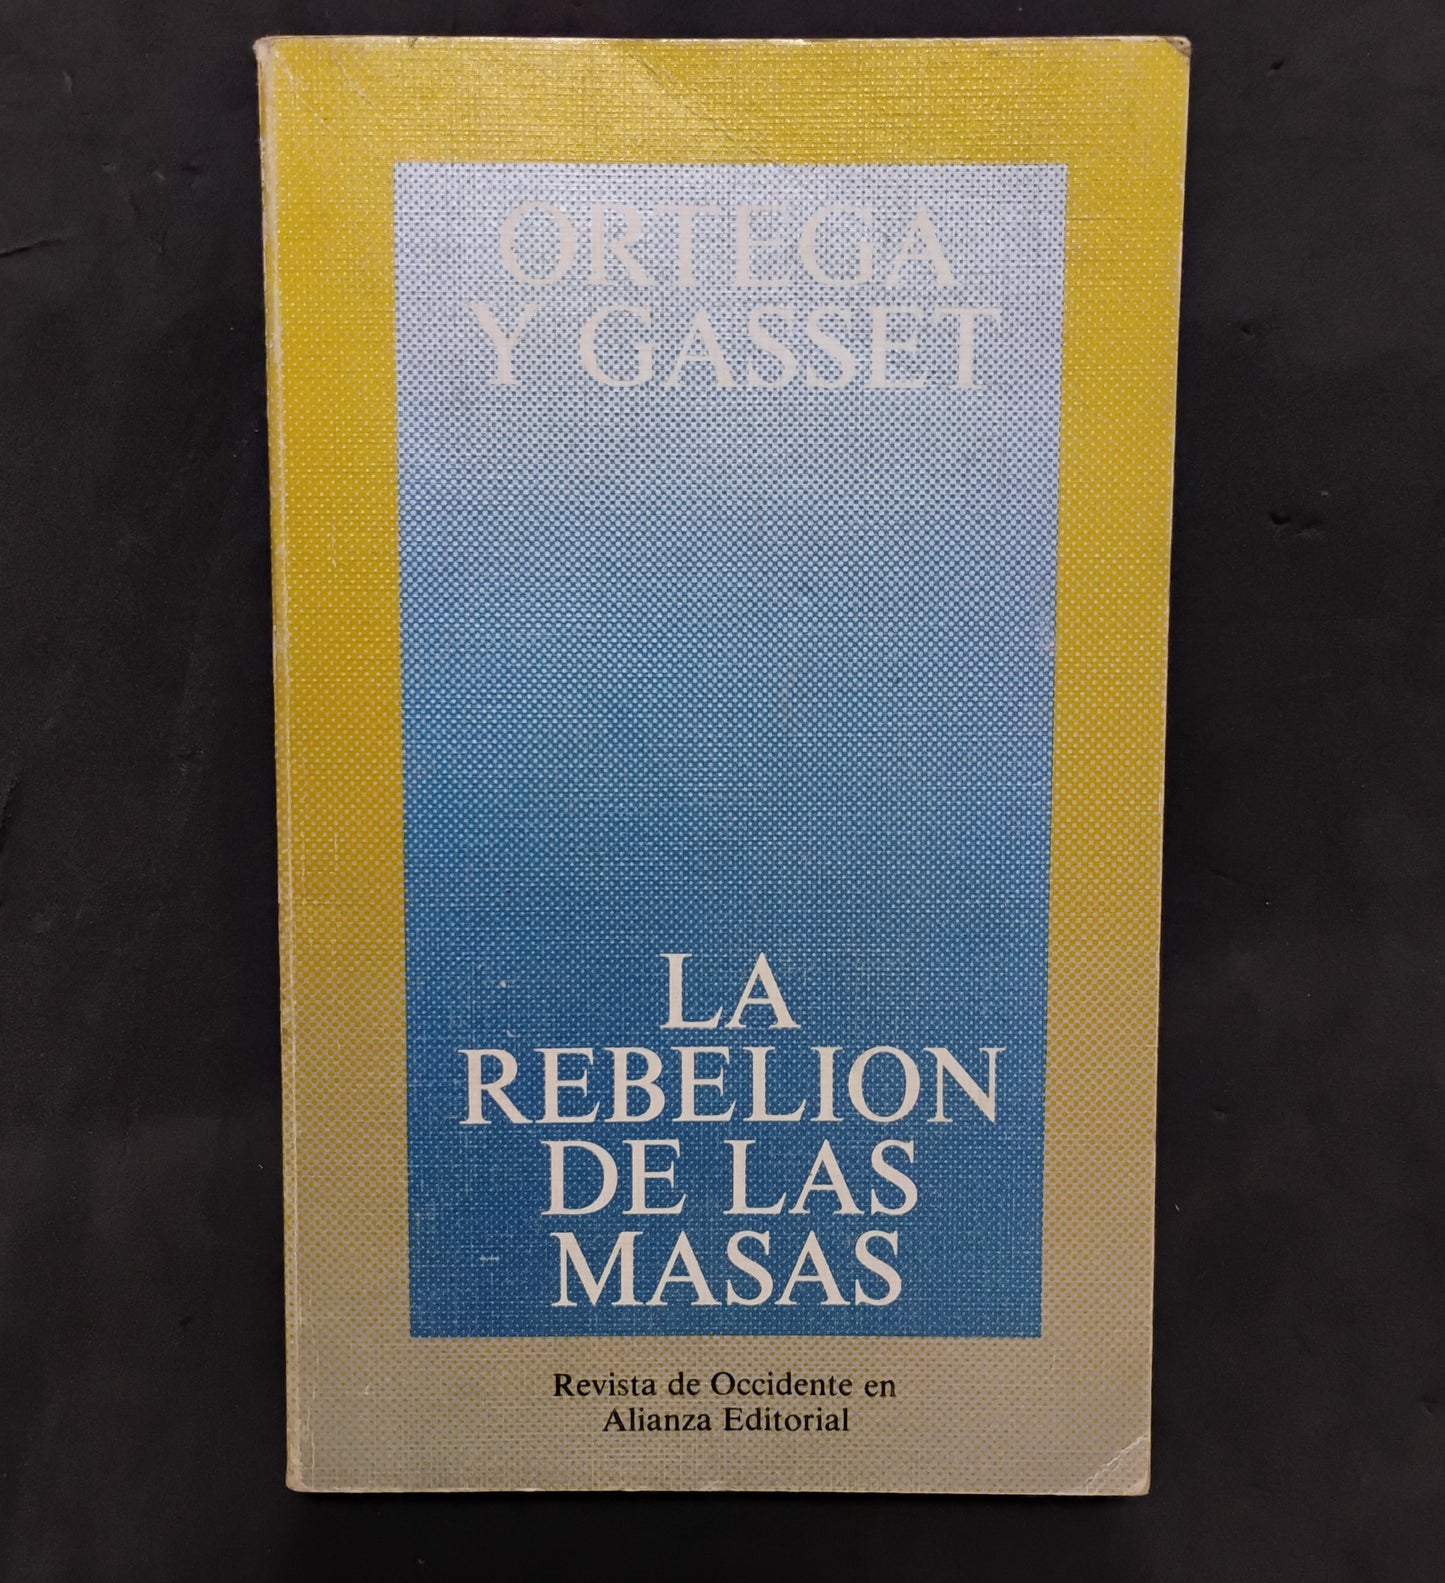 ORTEGA
Y GASSET
LA
REBELION
DE LAS
MASAS
Revista de Occidente en
Alianza Editorial